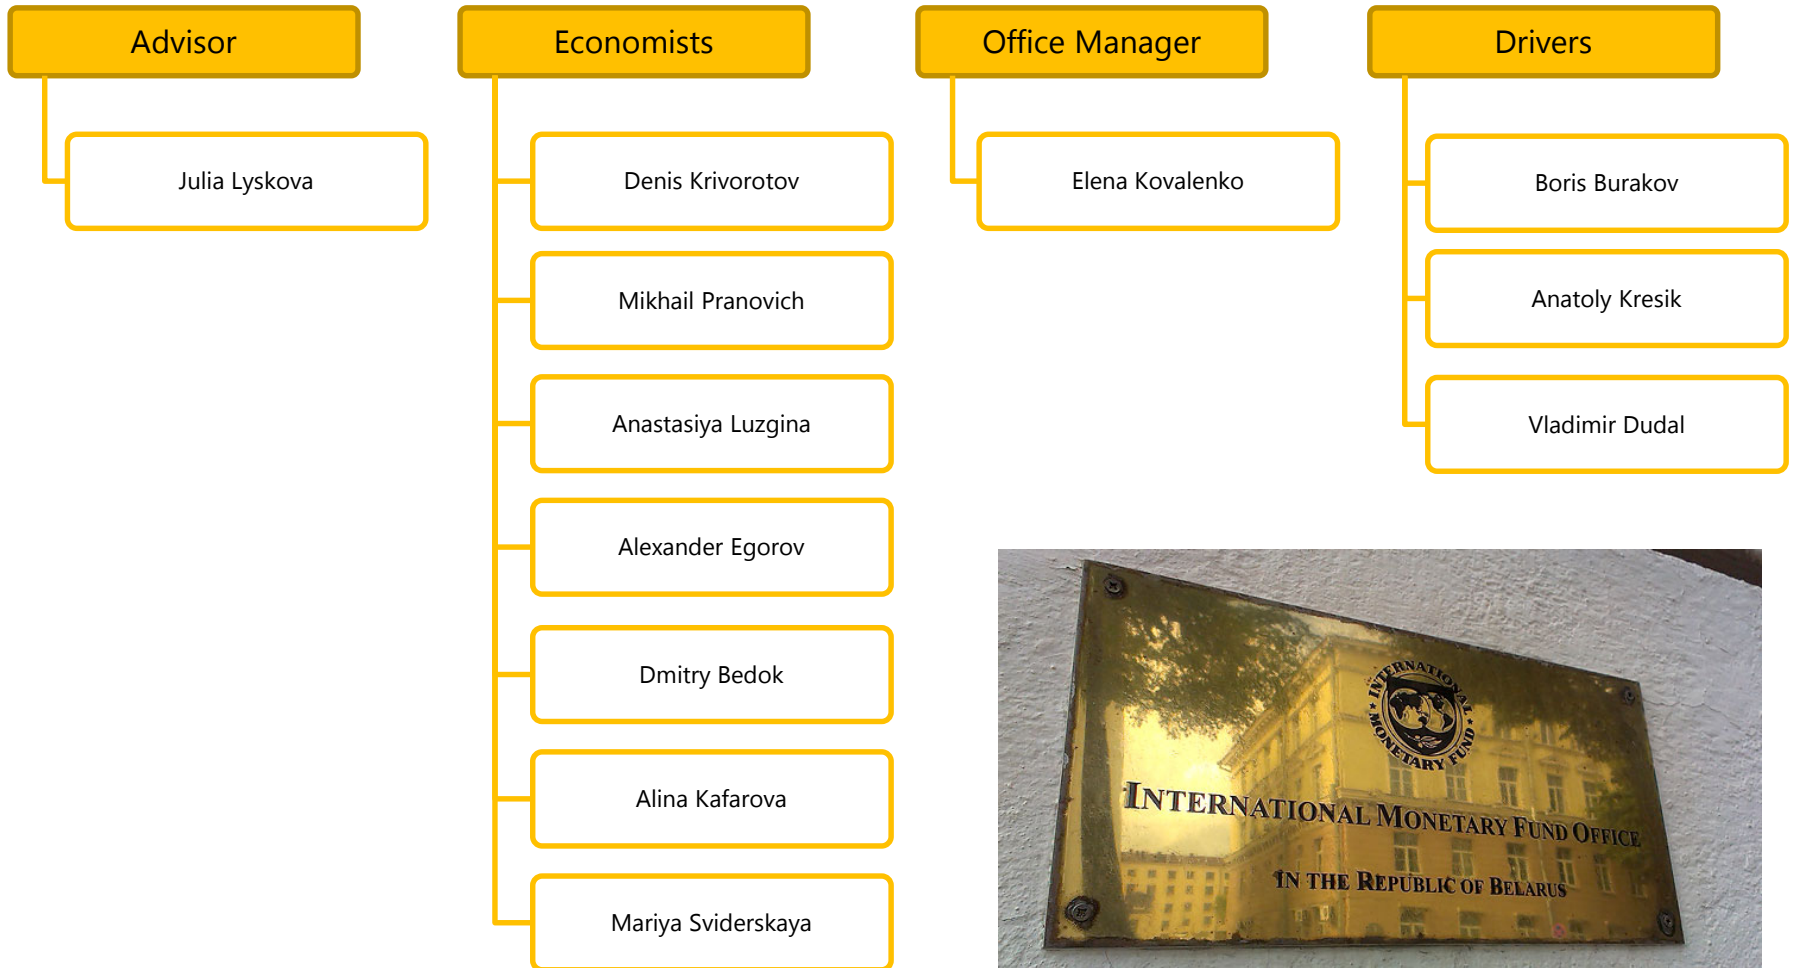 Advisor
Julia Lyskova
Economists
Denis Krivorotov
Mikhail Pranovich
Anastasiya Luzgina
Alexander Egorov
Dmitry Bedok
Alina Kafarova
Mariya Sviderskaya
Office Manager
Elena Kovalenko
Drivers
Boris Burakov
Anatoly Kresik
Vladimir Dudal
INTERNATIONAL
MONETARY FUND
INTERNATIONAL MONETARY FUND OFFICE
IN THE REPUBLIC OF BELARUS